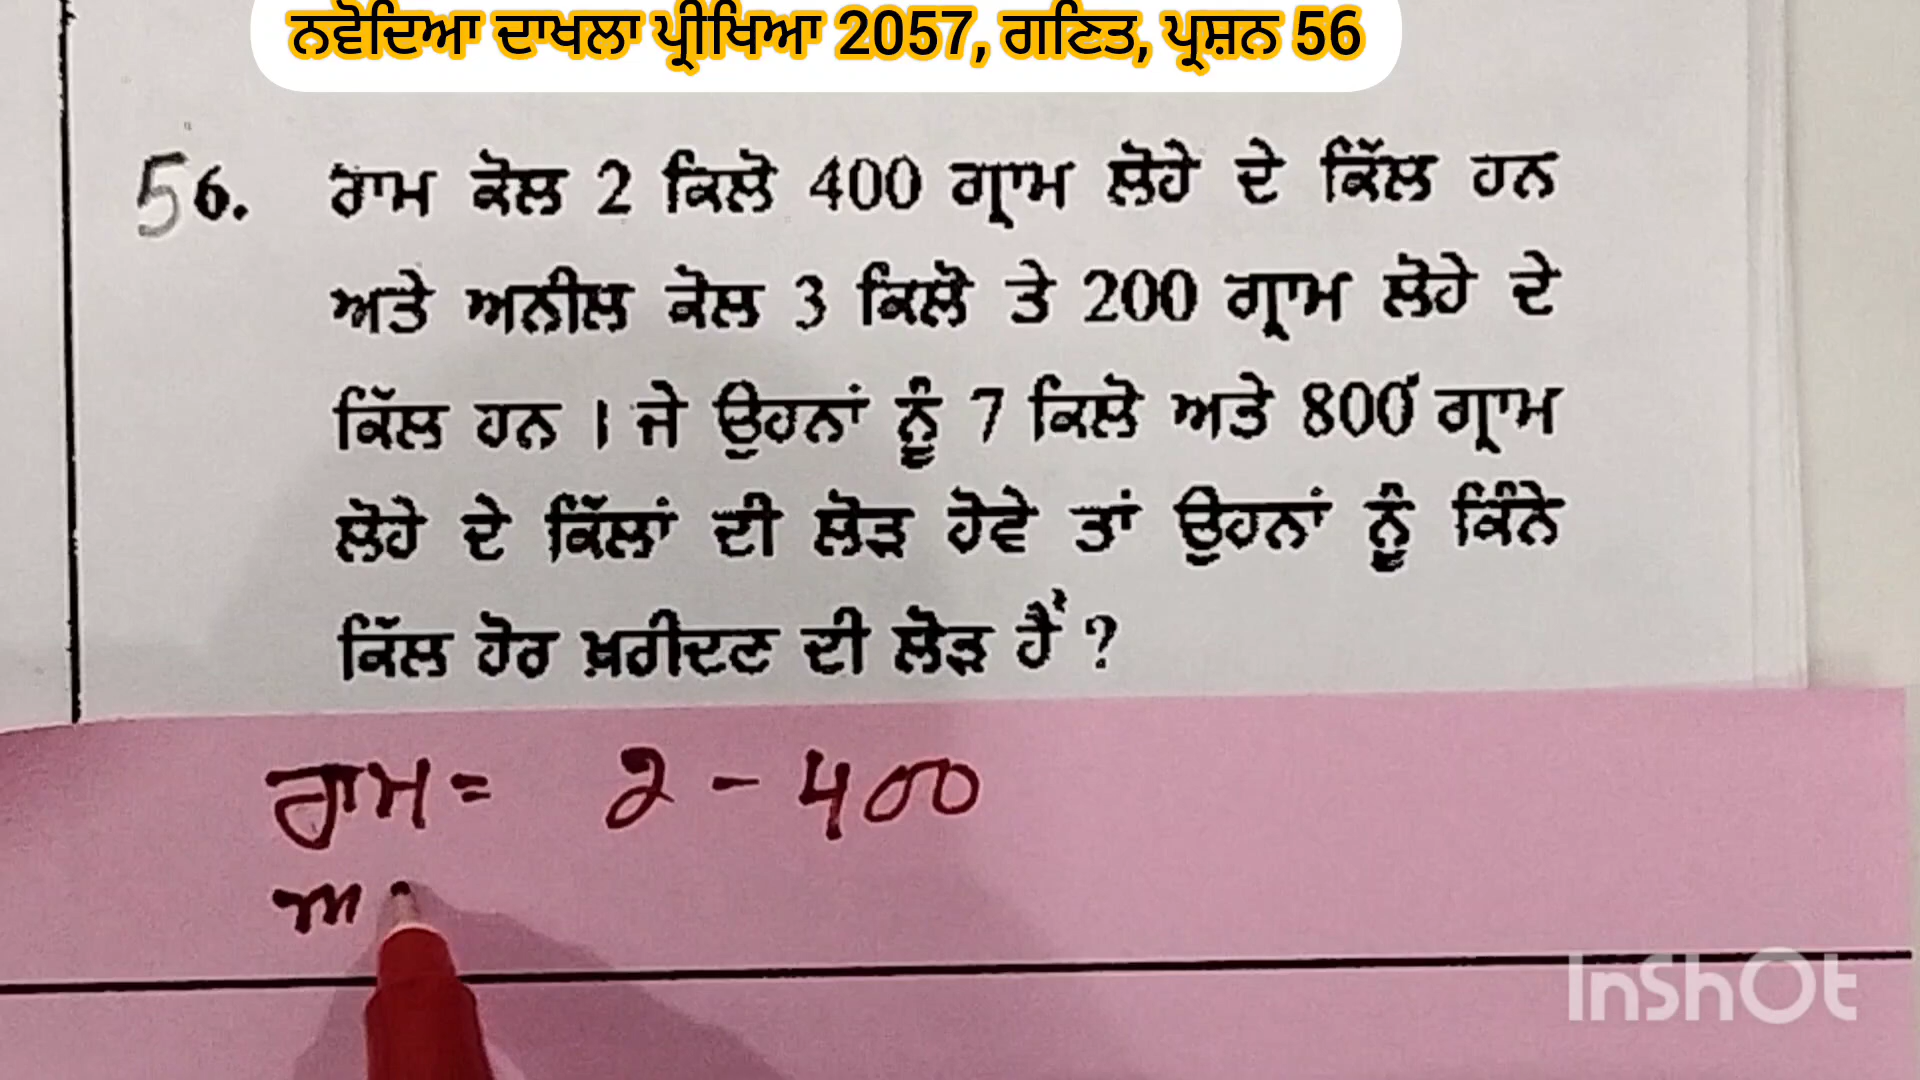 ਨਵੋਦਿਆ ਦਾਖਲਾ ਪ੍ਰੀਖਿਆ 2057, ਗਣਿਤ, ਪ੍ਰਸ਼ਨ 56
56. ਰਾਮ ਕੋਲ 2 ਕਿਲੋ 400 ਗ੍ਰਾਮ ਲੋਹੇ ਦੇ ਕਿੱਲ ਹਨ
ਅਤੇ ਅਨੀਲ ਕੋਲ 3 ਕਿਲੋ ਤੇ 200 ਗ੍ਰਾਮ ਲੋਹੇ ਦੇ
ਕਿੱਲ ਹਨ । ਜੇ ਉਹਨਾਂ ਨੂੰ 7 ਕਿਲੋ ਅਤੇ 800 ਗ੍ਰਾਮ
ਲੋਹੇ ਦੇ ਕਿੱਲਾਂ ਦੀ ਲੋੜ ਹੋਵੇ ਤਾਂ ਉਹਨਾਂ ਨੂੰ ਕਿੰਨੇ
ਕਿੱਲ ਹੋਰ ਖ਼ਰੀਦਣ ਦੀ ਲੋੜ ਹੈ ?
ਰਾਮ = 2 - 400
ਅ
InShOt